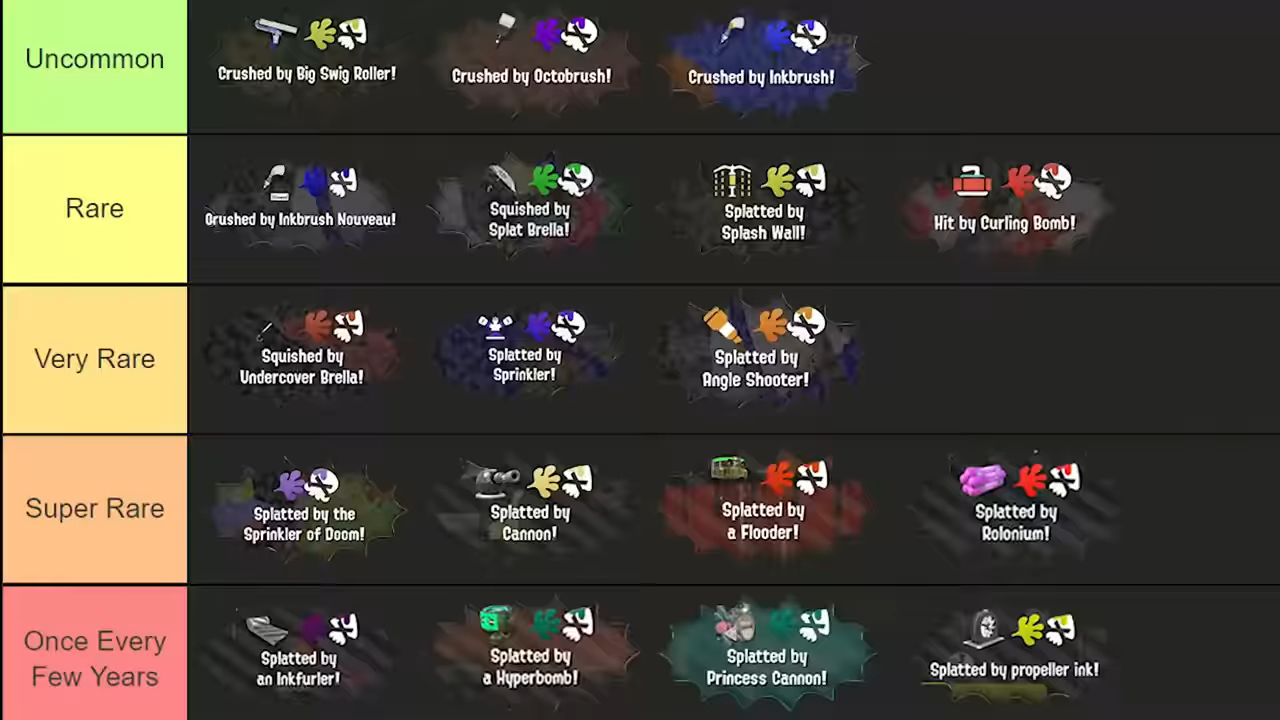 Uncommon
Crushed by Big Swig Roller!
Crushed by Octobrush!
Crushed by Inkbrush!
Rare
Crushed by Inkbrush Nouveau!
Squished by
Splat Brella!
Splatted by
Splash Wall!
Hit by Curling Bomb!
Very Rare
Squished by
Undercover Brella!
Splatted by
Sprinkler!
Splatted by
Angle Shooter!
Super Rare
Splatted by the
Sprinkler of Doom!
Splatted by
Cannon!
Splatted by
a Flooder!
Splatted by
Rolonium!
Once Every
Few Years
Splatted by
an Inkfurler!
Splatted by
a Hyperbomb!
Splatted by
Princess Cannon!
Splatted by propeller ink!